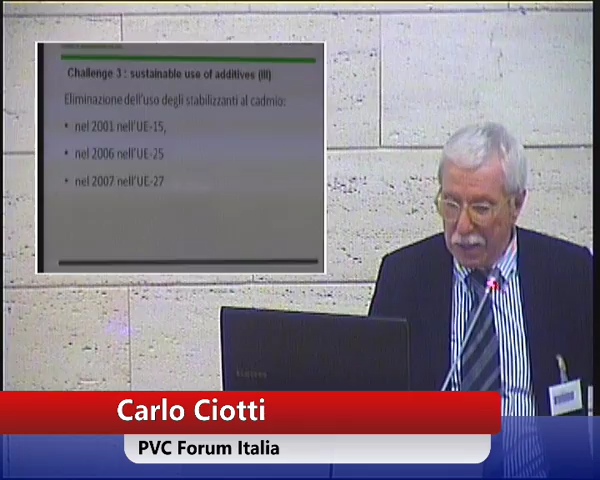 Challenge 3 : sustainable use of additives (III)
Eliminazione dell'uso degli stabilizzanti al cadmio:
• nel 2001 nell'UE-15,
• nel 2006 nell'UE-25
• nel 2007 nell'UE-27
Carlo Ciotti
PVC Forum Italia